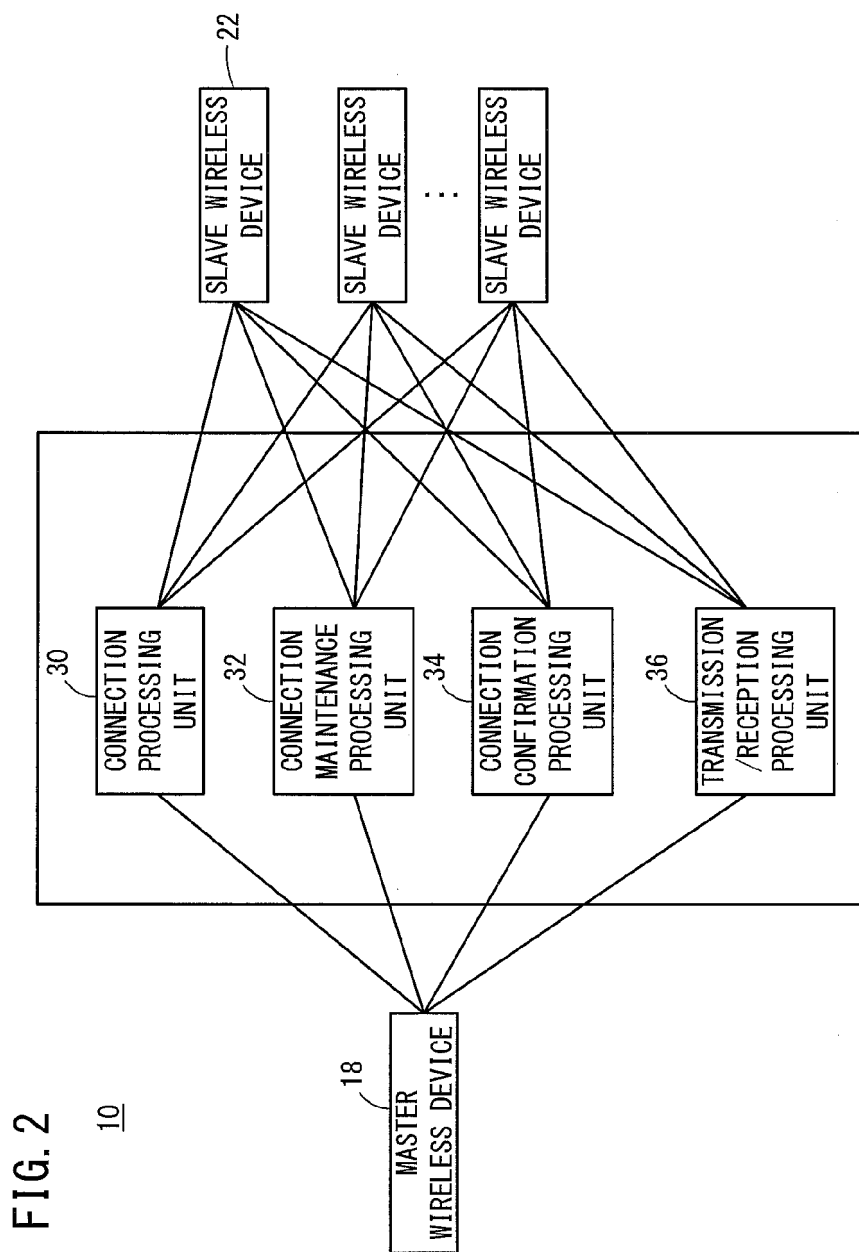 FIG. 2
10
18
MASTER
WIRELESS DEVICE
30
CONNECTION
PROCESSING
UNIT
32
CONNECTION
MAINTENANCE
PROCESSING
UNIT
34
CONNECTION
CONFIRMATION
PROCESSING
UNIT
36
TRANSMISSION
/RECEPTION
PROCESSING
UNIT
22
SLAVE WIRELESS
DEVICE
SLAVE WIRELESS
DEVICE
...
SLAVE WIRELESS
DEVICE